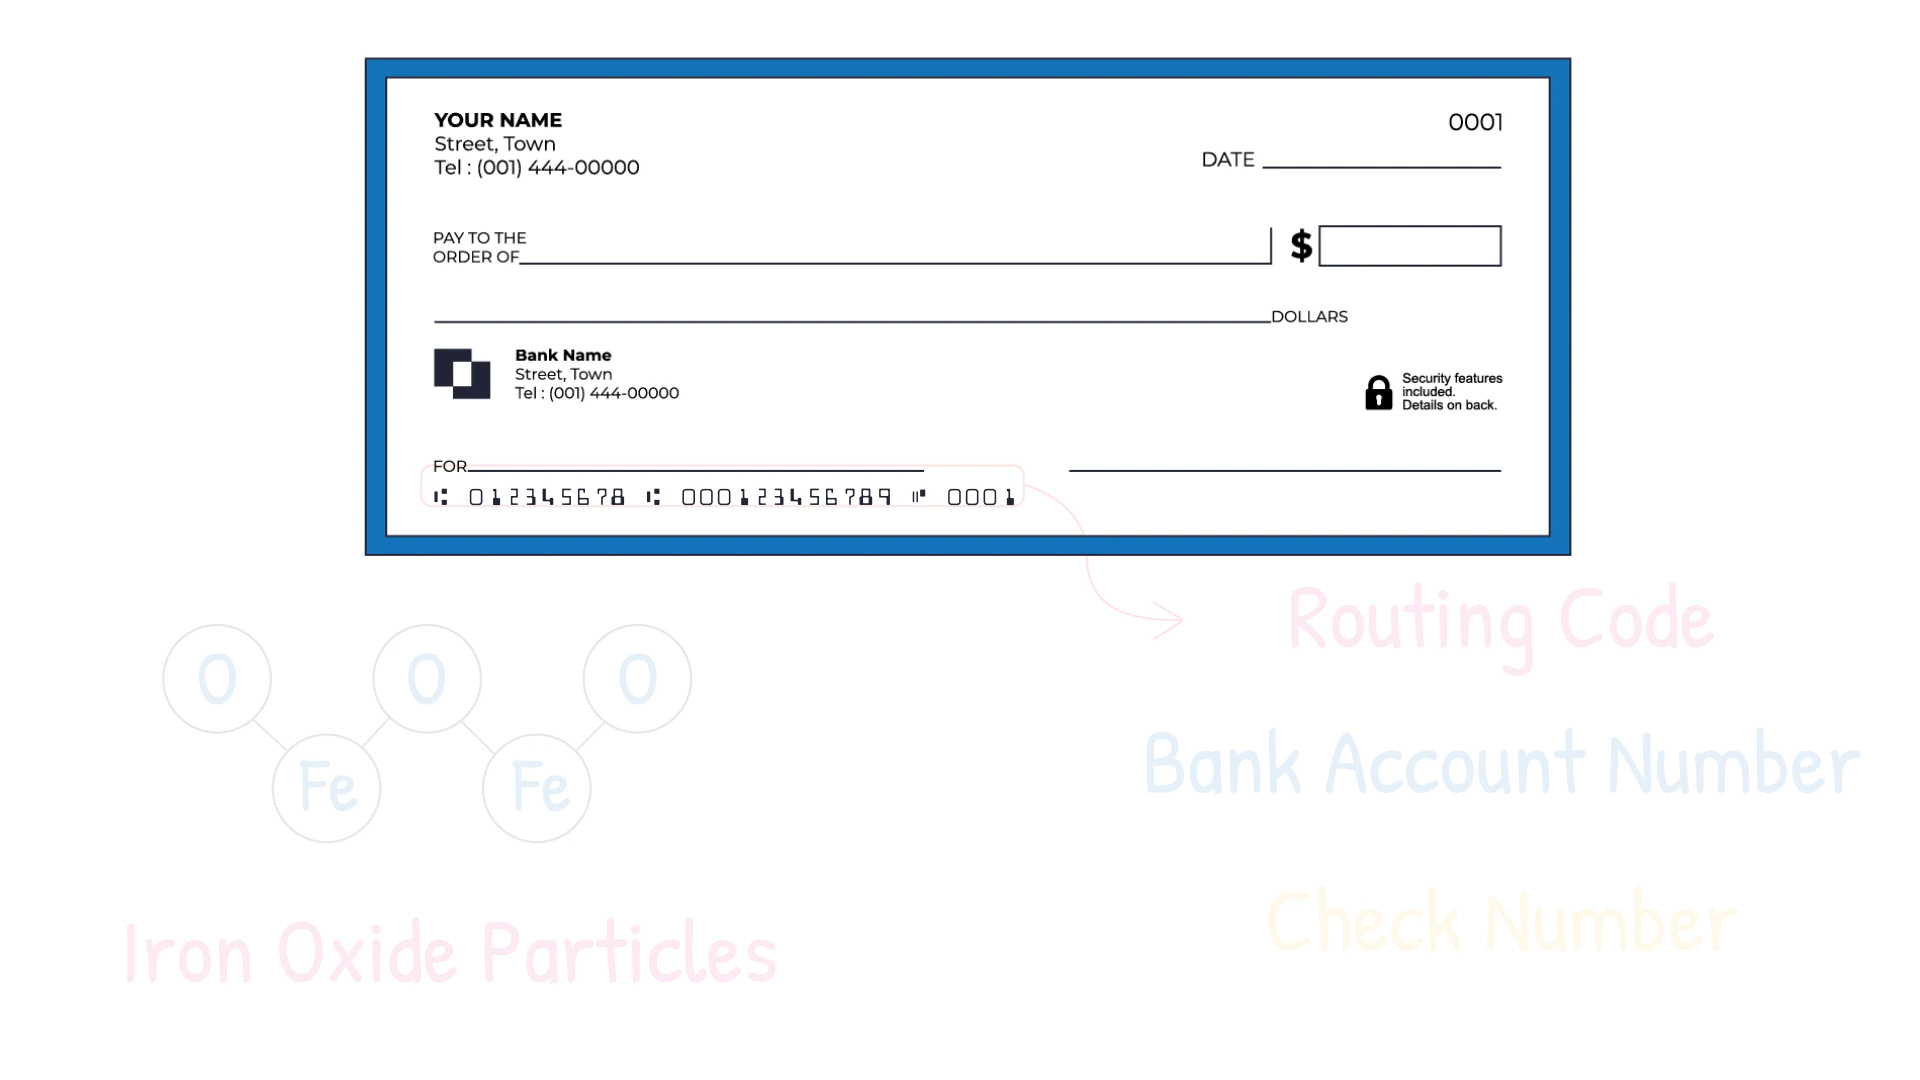 YOUR NAME
Street, Town
Tel : (001) 444-00000
0001
DATE
PAY TO THE
ORDER OF
$
DOLLARS
Bank Name
Street, Town
Tel : (001) 444-00000
Security features
included.
Details on back.
FOR
⑆ 012345678 ⑆ 000123456789 ⑈ 0001
Routing Code
Bank Account Number
Check Number
O O O
Fe Fe
Iron Oxide Particles